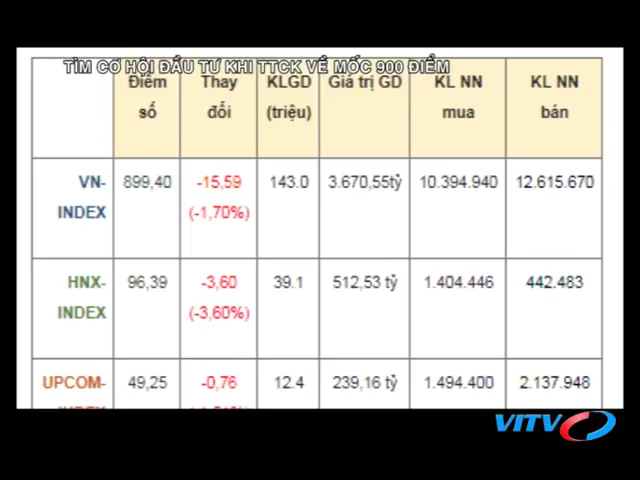 TÌM CƠ HỘI ĐẦU TƯ KHI TTCK VỀ MỐC 900 ĐIỂM
Điểm số Thay đổi KLGD (triệu) Giá trị GD KL NN mua KL NN bán
VN-INDEX 899,40 -15,59 (-1,70%) 143.0 3.670,55tỷ 10.394.940 12.615.670
HNX-INDEX 96,39 -3,60 (-3,60%) 39.1 512,53 tỷ 1.404.446 442.483
UPCOM- 49,25 -0,76 12.4 239,16 tỷ 1.494.400 2.137.948
VITV